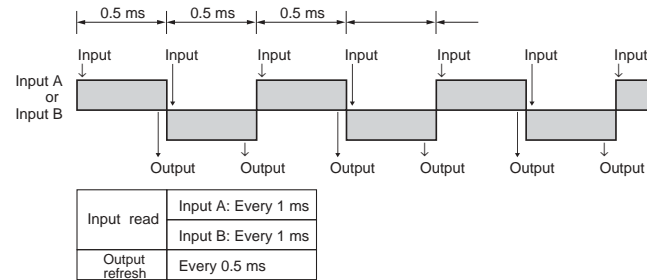 0.5 ms 0.5 ms 0.5 ms
Input Input Input Input Input Input Input
Input A
or
Input B
Output Output Output Output Output Output
Input read
Input A: Every 1 ms
Input B: Every 1 ms
Output
refresh
Every 0.5 ms